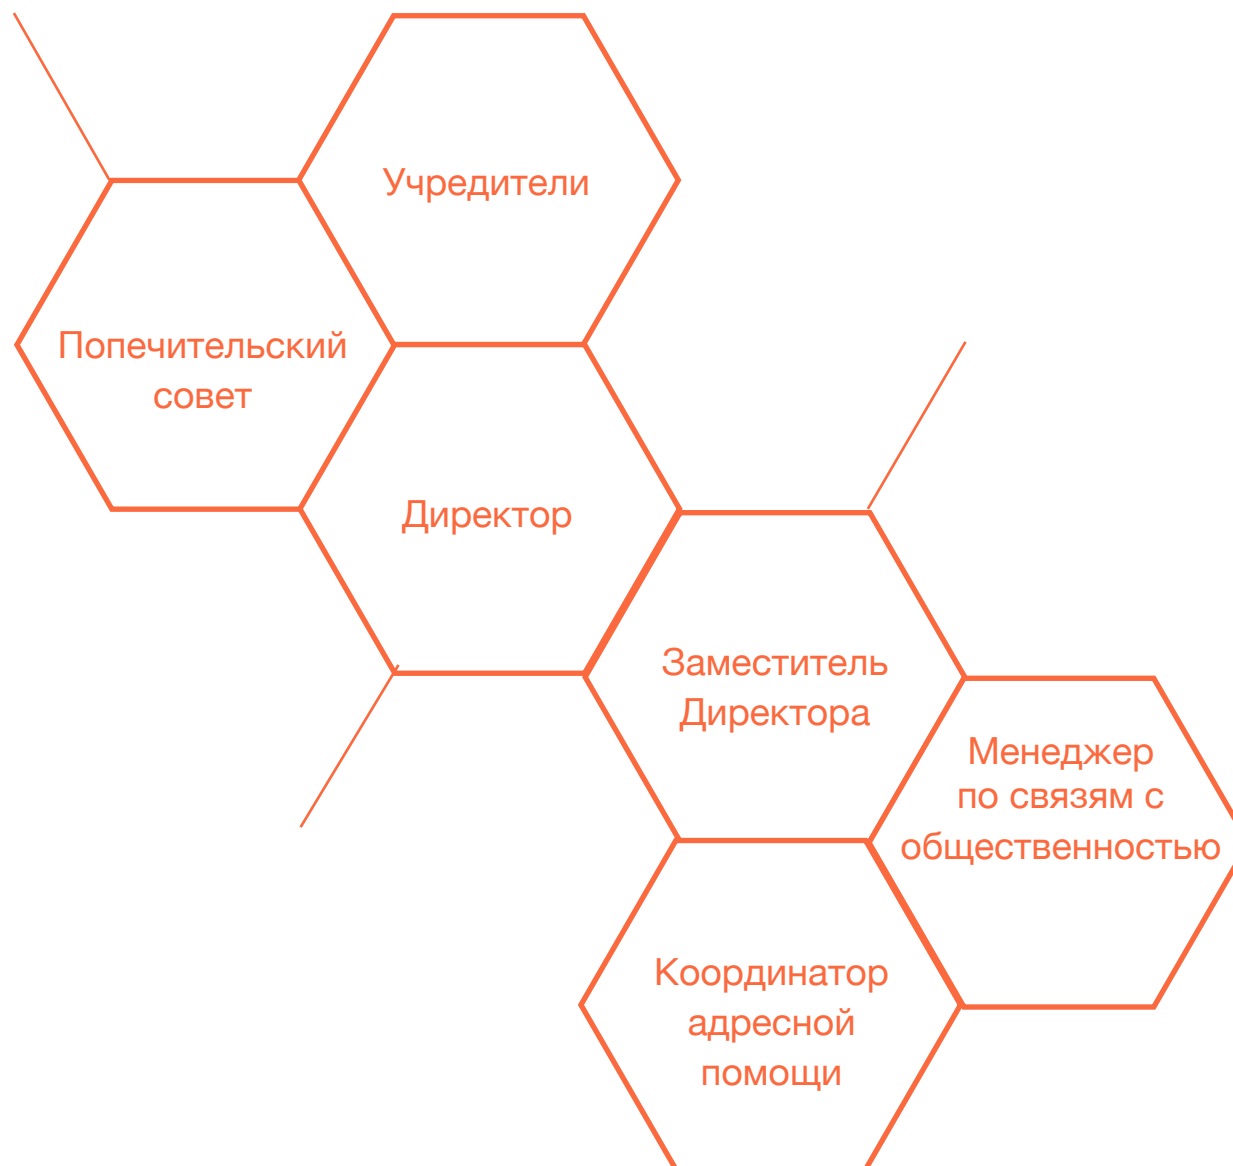 Учредители
Попечительский
совет
Директор
Заместитель
Директора
Менеджер
по связям с
общественностью
Координатор
адресной
помощи